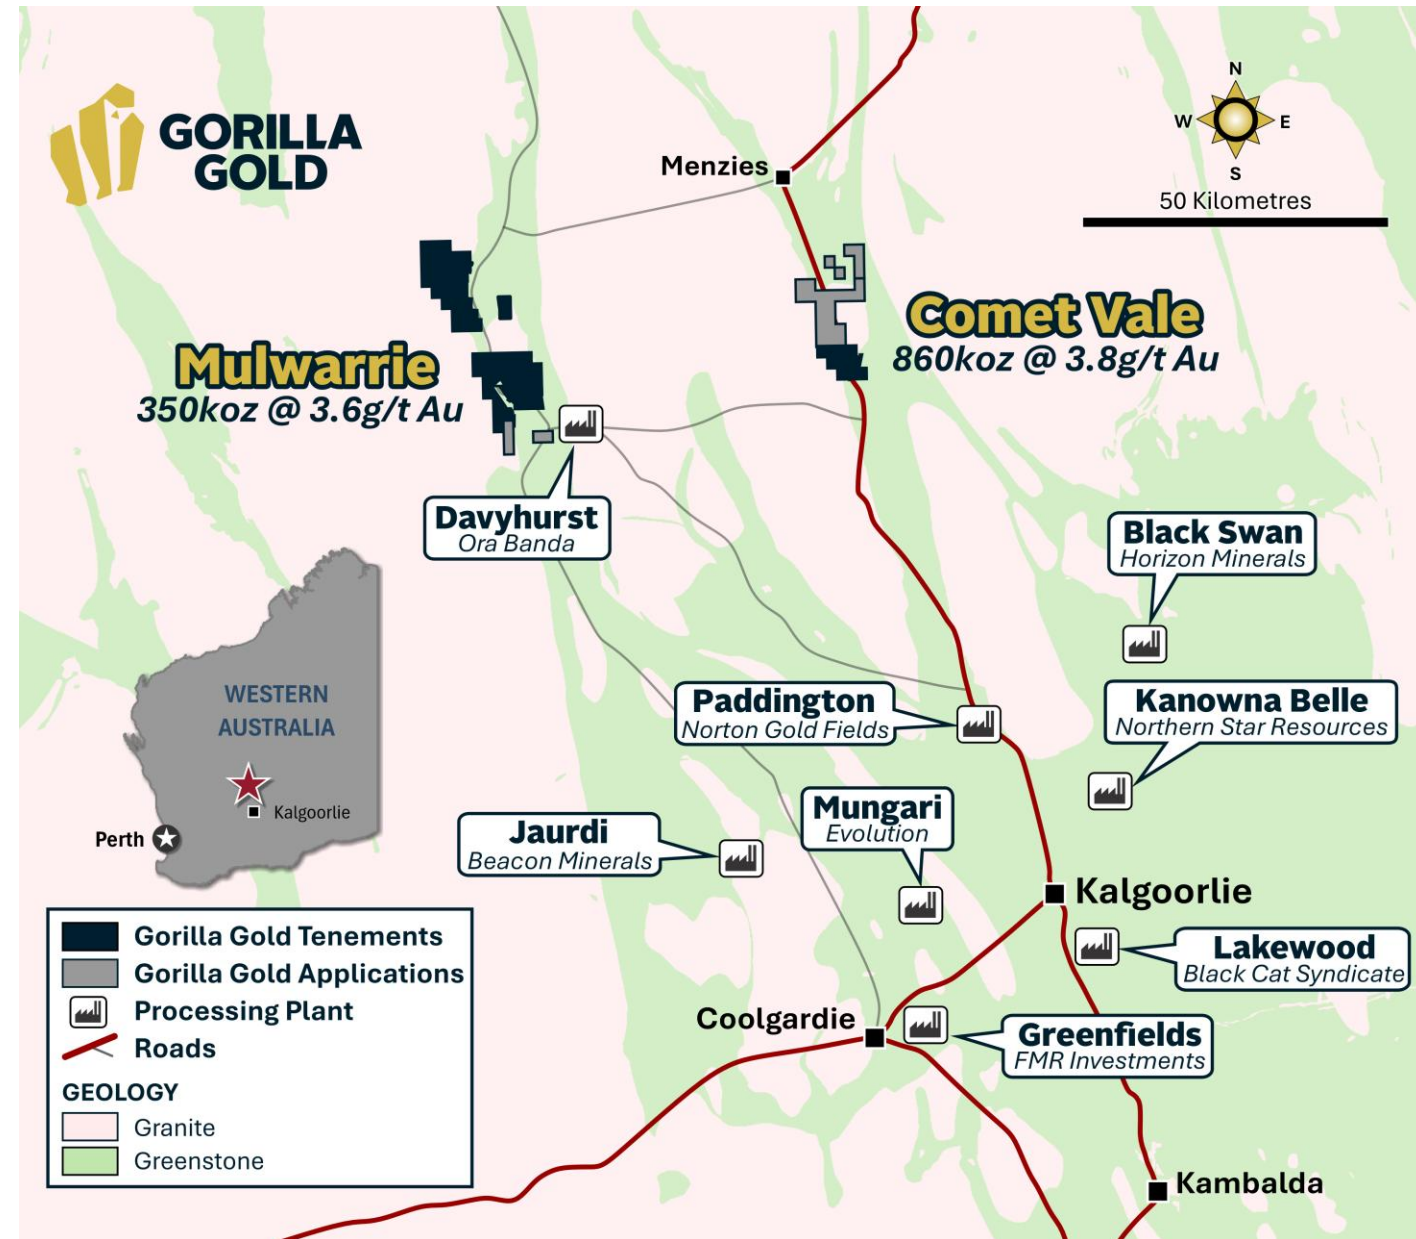 GORILLA
GOLD
N
W
E
S
50 Kilometres
Menzies
Comet Vale
860koz @ 3.8g/t Au
Mulwarrie
350koz @ 3.6g/t Au
Davyhurst
Ora Banda
Black Swan
Horizon Minerals
Paddington
Norton Gold Fields
Kanowna Belle
Northern Star Resources
WESTERN
AUSTRALIA
Kalgoorlie
Perth
Jaurdi
Beacon Minerals
Mungari
Evolution
Kalgoorlie
Lakewood
Black Cat Syndicate
Coolgardie
Greenfields
FMR Investments
Kambalda
Gorilla Gold Tenements
Gorilla Gold Applications
Processing Plant
Roads
GEOLOGY
Granite
Greenstone